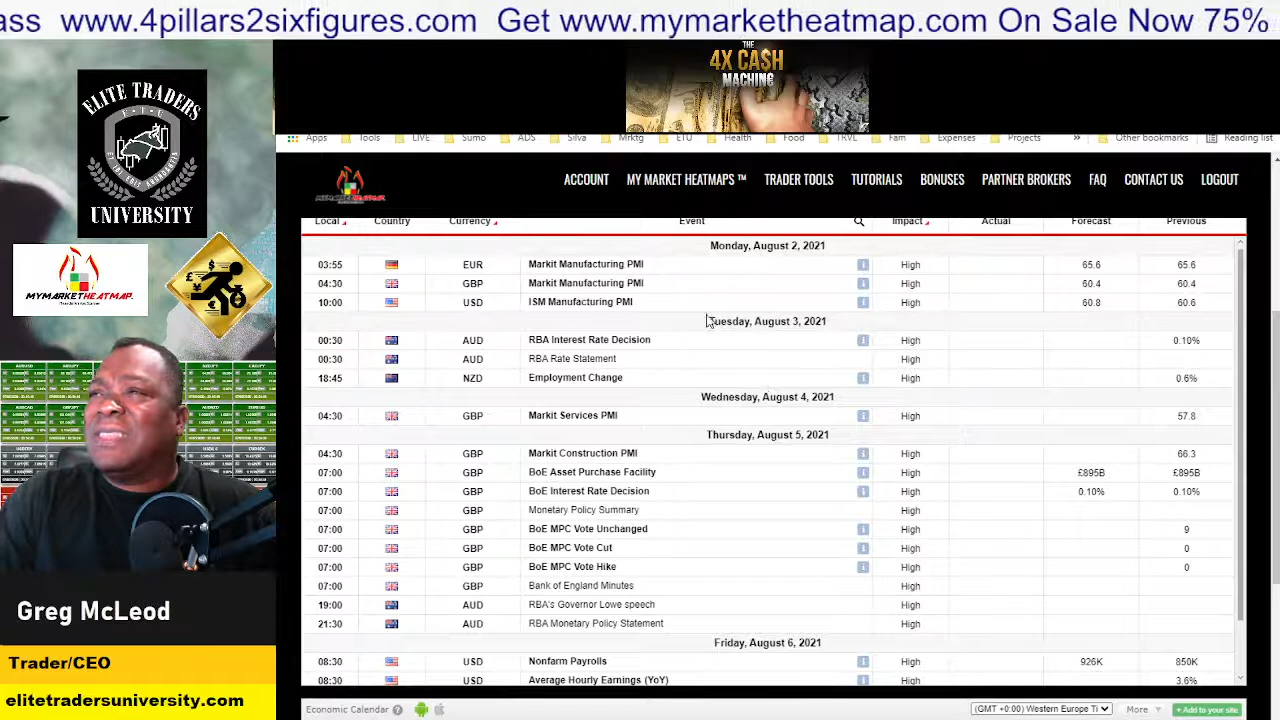 ass www.4pillars2sixfigures.com Get www.mymarketheatmap.com On Sale Now 75%
THE
4X CA$H
MACHINE
ELITE TRADERS
E T U
UNIVERSITY
MYMARKETHEATMAP.
Apps Tools LIVE Sumo ADS Silva Mrktg ETU Health Food TRVL Fam Expenses Projects » Other bookmarks Reading list
ACCOUNT MY MARKET HEATMAPS ™ TRADER TOOLS TUTORIALS BONUSES PARTNER BROKERS FAQ CONTACT US LOGOUT
Local Country Currency Event Impact Actual Forecast Previous
Monday, August 2, 2021
03:55 EUR Markit Manufacturing PMI High 65.6 65.6
04:30 GBP Markit Manufacturing PMI High 60.4 60.4
10:00 USD ISM Manufacturing PMI High 60.8 60.6
Tuesday, August 3, 2021
00:30 AUD RBA Interest Rate Decision High 0.10%
00:30 AUD RBA Rate Statement High
18:45 NZD Employment Change High 0.6%
Wednesday, August 4, 2021
04:30 GBP Markit Services PMI High 57.8
Thursday, August 5, 2021
04:30 GBP Markit Construction PMI High 66.3
07:00 GBP BoE Asset Purchase Facility High £895B £895B
07:00 GBP BoE Interest Rate Decision High 0.10% 0.10%
07:00 GBP Monetary Policy Summary High
07:00 GBP BoE MPC Vote Unchanged High 9
07:00 GBP BoE MPC Vote Cut High 0
07:00 GBP BoE MPC Vote Hike High 0
07:00 GBP Bank of England Minutes High
19:00 AUD RBA's Governor Lowe speech High
21:30 AUD RBA Monetary Policy Statement High
Friday, August 6, 2021
08:30 USD Nonfarm Payrolls High 926K 850K
08:30 USD Average Hourly Earnings (YoY) High 3.6%
Economic Calendar (GMT +0:00) Western Europe Ti More + Add to your site
Greg McLeod
Trader/CEO
elitetradersuniversity.com